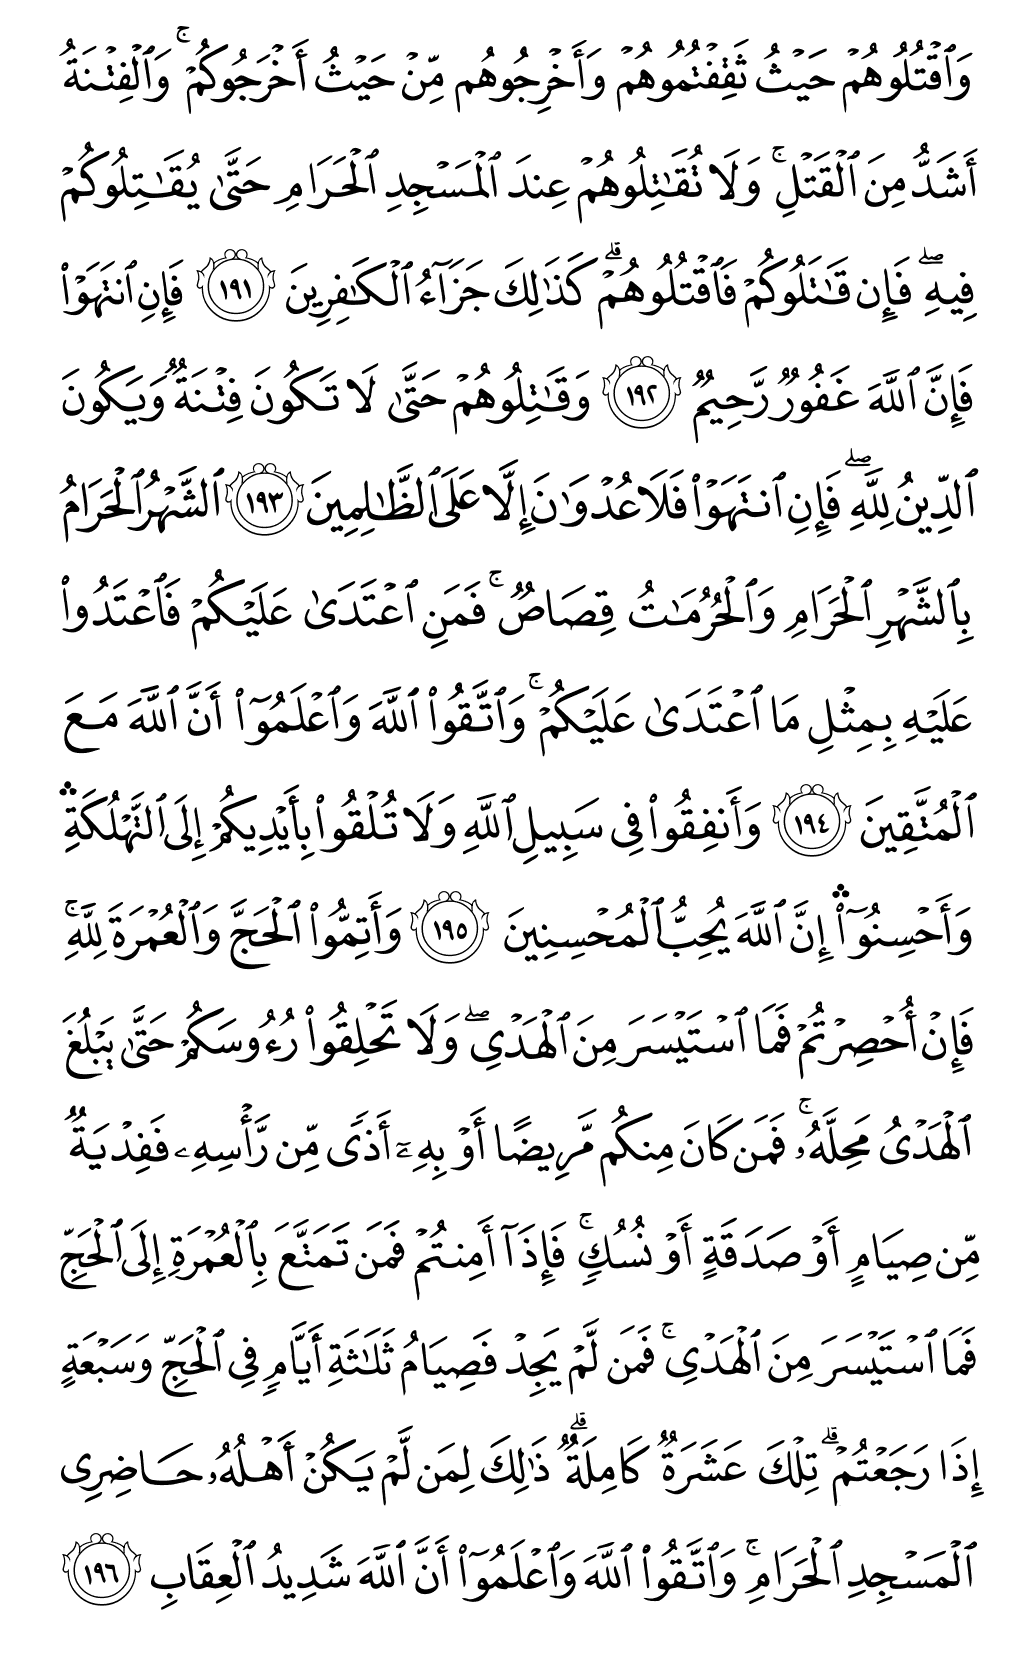 وَٱقۡتُلُوهُمۡ حَيۡثُ ثَقِفۡتُمُوهُمۡ وَأَخۡرِجُوهُم مِّنۡ حَيۡثُ أَخۡرَجُوكُمۡۚ وَٱلۡفِتۡنَةُ
أَشَدُّ مِنَ ٱلۡقَتۡلِۚ وَلَا تُقَٰتِلُوهُمۡ عِندَ ٱلۡمَسۡجِدِ ٱلۡحَرَامِ حَتَّىٰ يُقَٰتِلُوكُمۡ
فِيهِۖ فَإِن قَٰتَلُوكُمۡ فَٱقۡتُلُوهُمۡۗ كَذَٰلِكَ جَزَآءُ ٱلۡكَٰفِرِينَ ١٩١ فَإِنِ ٱنتَهَوۡاْ
فَإِنَّ ٱللَّهَ غَفُورٞ رَّحِيمٞ ١٩٢ وَقَٰتِلُوهُمۡ حَتَّىٰ لَا تَكُونَ فِتۡنَةٞ وَيَكُونَ
ٱلدِّينُ لِلَّهِۖ فَإِنِ ٱنتَهَوۡاْ فَلَا عُدۡوَٰنَ إِلَّا عَلَى ٱلظَّٰلِمِينَ ١٩٣ ٱلشَّهۡرُ ٱلۡحَرَامُ
بِٱلشَّهۡرِ ٱلۡحَرَامِ وَٱلۡحُرُمَٰتُ قِصَاصٞۚ فَمَنِ ٱعۡتَدَىٰ عَلَيۡكُمۡ فَٱعۡتَدُواْ
عَلَيۡهِ بِمِثۡلِ مَا ٱعۡتَدَىٰ عَلَيۡكُمۡۚ وَٱتَّقُواْ ٱللَّهَ وَٱعۡلَمُوٓاْ أَنَّ ٱللَّهَ مَعَ
ٱلۡمُتَّقِينَ ١٩٤ وَأَنفِقُواْ فِي سَبِيلِ ٱللَّهِ وَلَا تُلۡقُواْ بِأَيۡدِيكُمۡ إِلَى ٱلتَّهۡلُكَةِۛ
وَأَحۡسِنُوٓاْۛ إِنَّ ٱللَّهَ يُحِبُّ ٱلۡمُحۡسِنِينَ ١٩٥ وَأَتِمُّواْ ٱلۡحَجَّ وَٱلۡعُمۡرَةَ لِلَّهِۚ
فَإِنۡ أُحۡصِرۡتُمۡ فَمَا ٱسۡتَيۡسَرَ مِنَ ٱلۡهَدۡيِۖ وَلَا تَحۡلِقُواْ رُءُوسَكُمۡ حَتَّىٰ يَبۡلُغَ
ٱلۡهَدۡيُ مَحِلَّهُۥۚ فَمَن كَانَ مِنكُم مَّرِيضًا أَوۡ بِهِۦٓ أَذٗى مِّن رَّأۡسِهِۦ فَفِدۡيَةٞ
مِّن صِيَامٍ أَوۡ صَدَقَةٍ أَوۡ نُسُكٖۚ فَإِذَآ أَمِنتُمۡ فَمَن تَمَتَّعَ بِٱلۡعُمۡرَةِ إِلَى ٱلۡحَجِّ
فَمَا ٱسۡتَيۡسَرَ مِنَ ٱلۡهَدۡيِۚ فَمَن لَّمۡ يَجِدۡ فَصِيَامُ ثَلَٰثَةِ أَيَّامٖ فِي ٱلۡحَجِّ وَسَبۡعَةٍ
إِذَا رَجَعۡتُمۡۗ تِلۡكَ عَشَرَةٞ كَامِلَةٞۗ ذَٰلِكَ لِمَن لَّمۡ يَكُنۡ أَهۡلُهُۥ حَاضِرِي
ٱلۡمَسۡجِدِ ٱلۡحَرَامِۚ وَٱتَّقُواْ ٱللَّهَ وَٱعۡلَمُوٓاْ أَنَّ ٱللَّهَ شَدِيدُ ٱلۡعِقَابِ ١٩٦